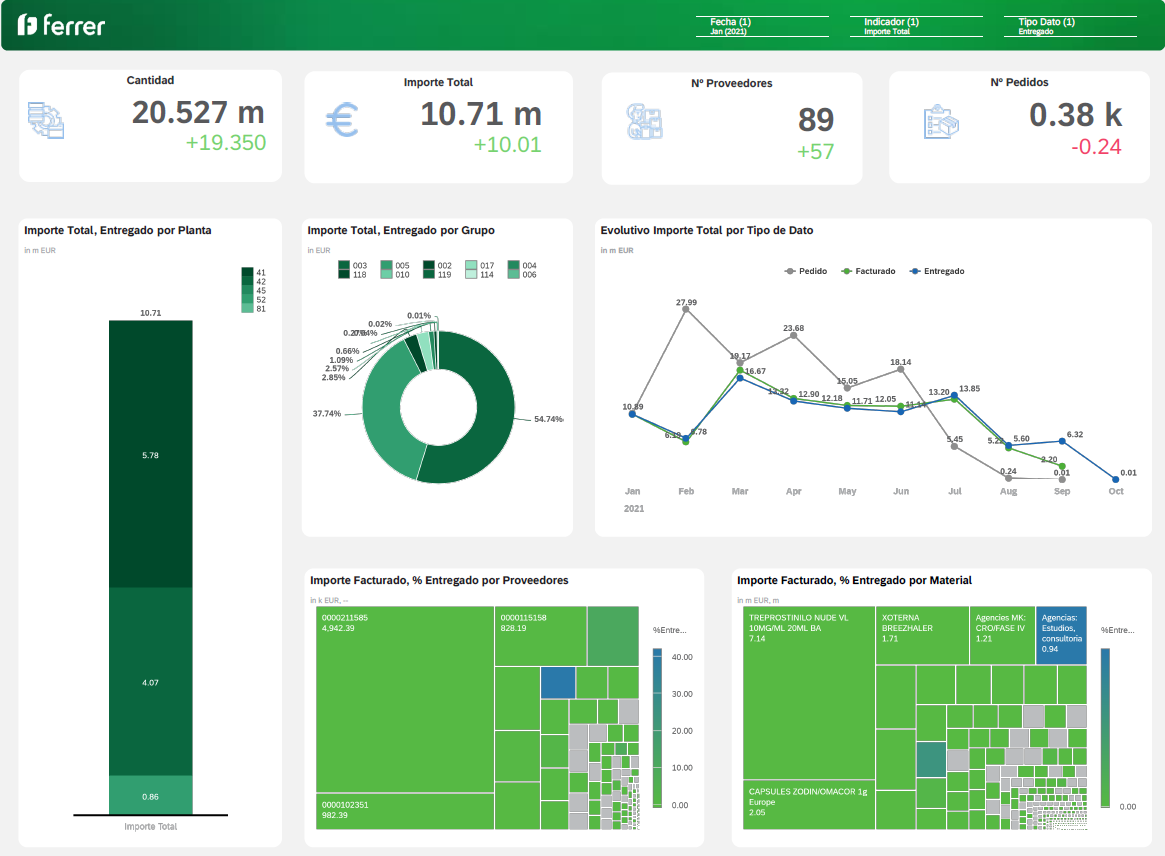 ferrer
Fecha (1)
Jan (2021)
Indicador (1)
Importe Total
Tipo Dato (1)
Entregado
Cantidad
20.527 m
+19.350
Importe Total
10.71 m
+10.01
Nº Proveedores
89
+57
Nº Pedidos
0.38 k
-0.24
Importe Total, Entregado por Planta
in m EUR
41
42
45
52
81
10.71
5.78
4.07
0.86
Importe Total
Importe Total, Entregado por Grupo
in EUR
003 005 002 017 004
118 010 119 114 006
0.01%
0.02%
0.66%
1.09%
2.57%
2.85%
37.74%
54.74%
Evolutivo Importe Total por Tipo de Dato
in m EUR
Pedido Facturado Entregado
27.99
23.68
19.17
18.14
16.67
15.05
13.20
13.85
12.90
12.18
11.71
12.05
10.89
5.45
5.60
6.32
2.20
0.24
0.01
0.01
Jan Feb Mar Apr May Jun Jul Aug Sep Oct
2021
Importe Facturado, % Entregado por Proveedores
in k EUR, --
0000211585
4,942.39
0000115158
828.19
0000102351
982.39
%Entre...
40.00
30.00
20.00
10.00
0.00
Importe Facturado, % Entregado por Material
in m EUR, m
TREPROSTINILO NUDE VL
10MG/ML 20ML BA
7.14
XOTERNA
BREEZHALER
1.71
Agencies MK:
CRO/FASE IV
1.21
Agencias:
Estudios,
consultoria
0.94
CAPSULES ZODIN/OMACOR 1g
Europe
2.05
%Entre...
0.00